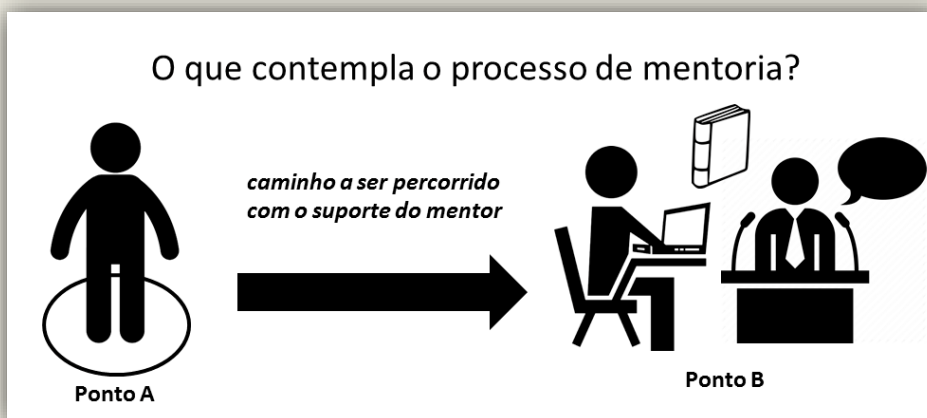 O que contempla o processo de mentoria?
caminho a ser percorrido
com o suporte do mentor
Ponto A
Ponto B